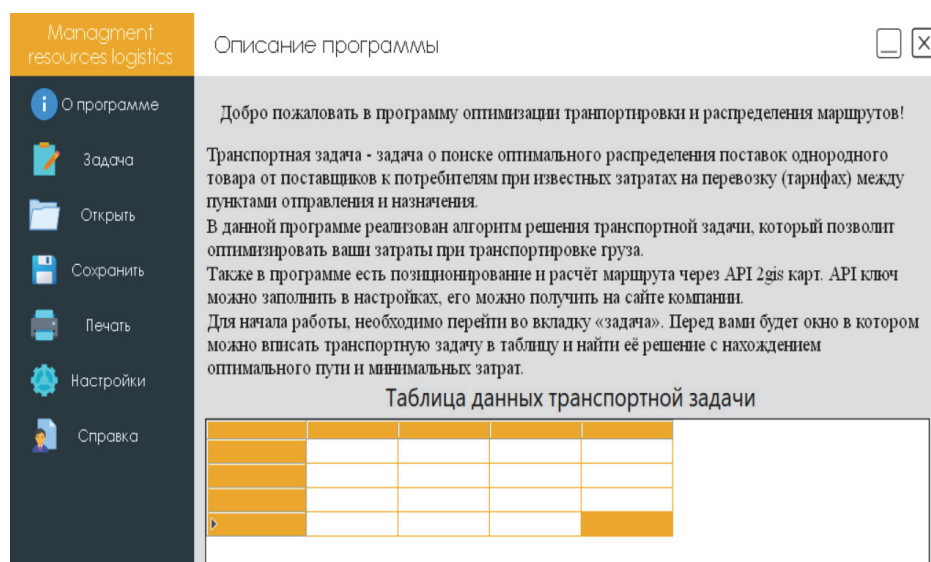 Managment
resources logistics
Описание программы
О программе
Задача
Открыть
Сохранить
Печать
Настройки
Справка
Добро пожаловать в программу оптимизации транпортировки и распределения маршрутов!
Транспортная задача - задача о поиске оптимального распределения поставок однородного
товара от поставщиков к потребителям при известных затратах на перевозку (тарифах) между
пунктами отправления и назначения.
В данной программе реализован алгоритм решения транспортной задачи, который позволит
оптимизировать ваши затраты при транспортировке груза.
Также в программе есть позиционирование и расчёт маршрута через API 2gis карт. API ключ
можно заполнить в настройках, его можно получить на сайте компании.
Для начала работы, необходимо перейти во вкладку «задача». Перед вами будет окно в котором
можно вписать транспортную задачу в таблицу и найти её решение с нахождением
оптимального пути и минимальных затрат.
Таблица данных транспортной задачи